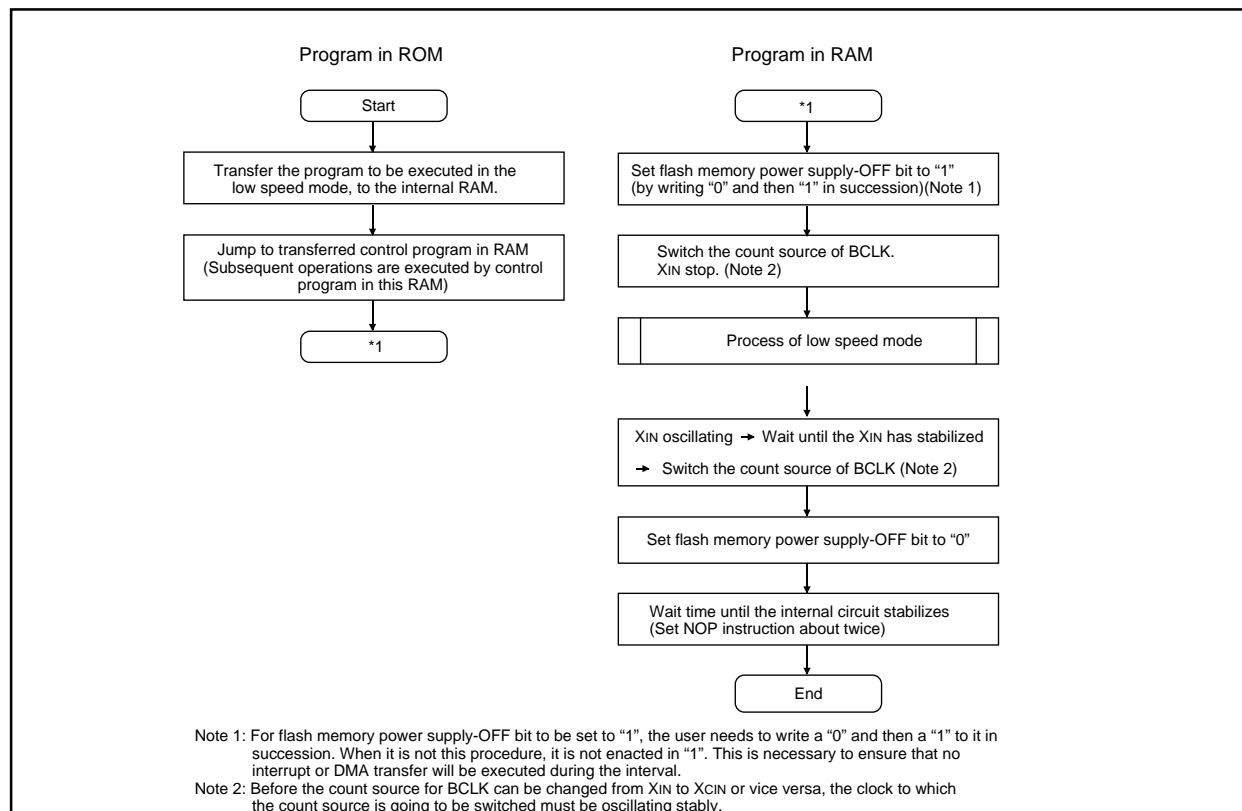 Program in ROM
Start
Transfer the program to be executed in the
low speed mode, to the internal RAM.
Jump to transferred control program in RAM
(Subsequent operations are executed by control
program in this RAM)
*1
Program in RAM
*1
Set flash memory power supply-OFF bit to “1”
(by writing “0” and then “1” in succession)(Note 1)
Switch the count source of BCLK.
XIN stop. (Note 2)
Process of low speed mode
XIN oscillating → Wait until the XIN has stabilized
→ Switch the count source of BCLK (Note 2)
Set flash memory power supply-OFF bit to “0”
Wait time until the internal circuit stabilizes
(Set NOP instruction about twice)
End
Note 1: For flash memory power supply-OFF bit to be set to “1”, the user needs to write a “0” and then a “1” to it in
succession. When it is not this procedure, it is not enacted in “1”. This is necessary to ensure that no
interrupt or DMA transfer will be executed during the interval.
Note 2: Before the count source for BCLK can be changed from XIN to XCIN or vice versa, the clock to which
the count source is going to be switched must be oscillating stably.